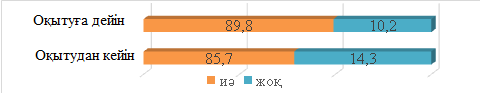 Оқытуға дейін 89,8 10,2
Оқытудан кейін 85,7 14,3
иә жоқ